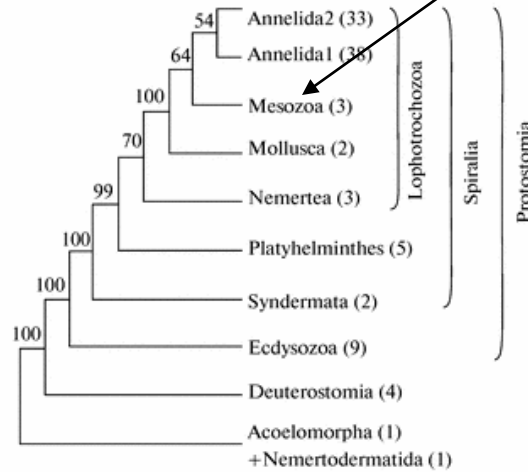 54
Annelida2 (33)
64
Annelida1 (38)
100
Mesozoa (3)
70
Mollusca (2)
99
Nemertea (3)
100
Platyhelminthes (5)
100
Syndermata (2)
100
Ecdysozoa (9)
Deuterostomia (4)
Acoelomorpha (1)
+Nemertodermatida (1)
Lophotrochozoa
Spiralia
Protostomia